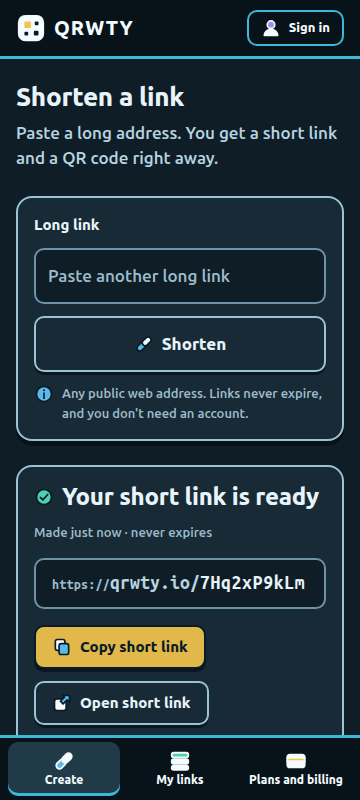 QRWTY
Sign in
Shorten a link
Paste a long address. You get a short link
and a QR code right away.
Long link
Paste another long link
Shorten
Any public web address. Links never expire,
and you don't need an account.
Your short link is ready
Made just now · never expires
https://qrwty.io/7Hq2xP9kLm
Copy short link
Open short link
Create
My links
Plans and billing